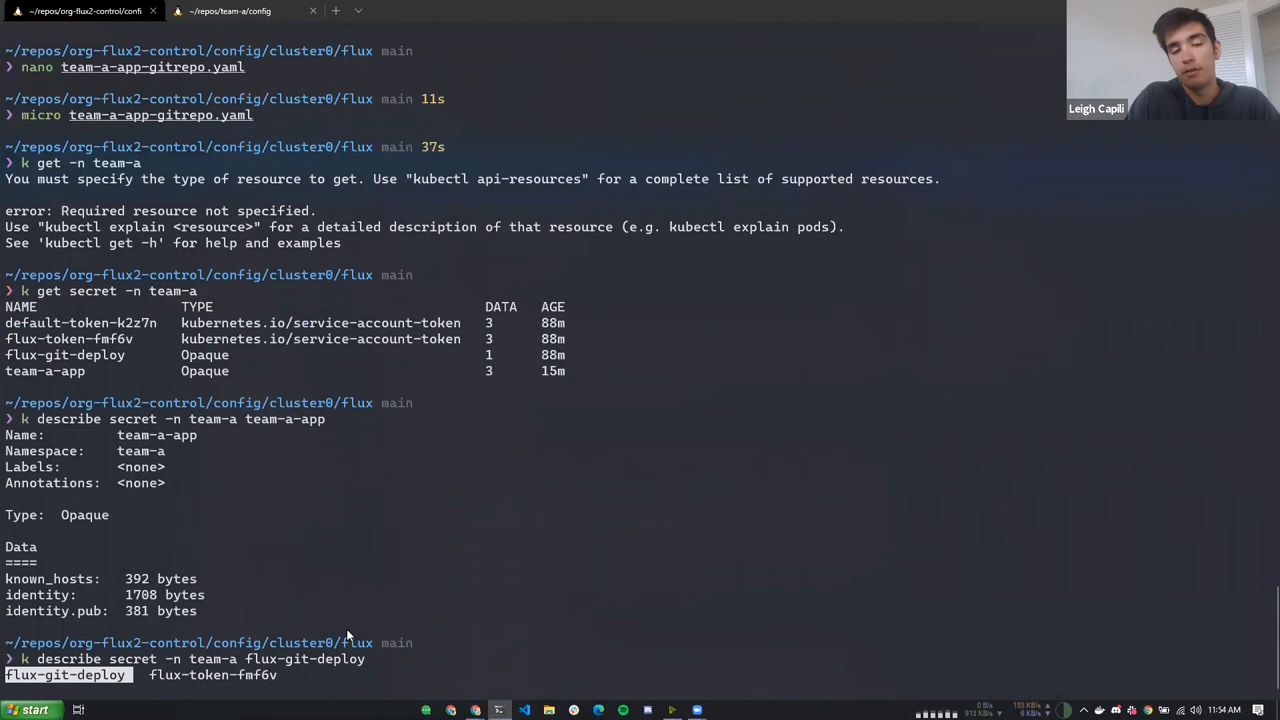 ~/repos/org-flux2-control/confi
~/repos/team-a/config
~/repos/org-flux2-control/config/cluster0/flux main
❯ nano team-a-app-gitrepo.yaml
~/repos/org-flux2-control/config/cluster0/flux main 11s
❯ micro team-a-app-gitrepo.yaml
~/repos/org-flux2-control/config/cluster0/flux main 37s
❯ k get -n team-a
You must specify the type of resource to get. Use "kubectl api-resources" for a complete list of supported resources.
error: Required resource not specified.
Use "kubectl explain <resource>" for a detailed description of that resource (e.g. kubectl explain pods).
See 'kubectl get -h' for help and examples
~/repos/org-flux2-control/config/cluster0/flux main
❯ k get secret -n team-a
NAME TYPE DATA AGE
default-token-k2z7n kubernetes.io/service-account-token 3 88m
flux-token-fmf6v kubernetes.io/service-account-token 3 88m
flux-git-deploy Opaque 1 88m
team-a-app Opaque 3 15m
~/repos/org-flux2-control/config/cluster0/flux main
❯ k describe secret -n team-a team-a-app
Name: team-a-app
Namespace: team-a
Labels: <none>
Annotations: <none>
Type: Opaque
Data
====
known_hosts: 392 bytes
identity: 1708 bytes
identity.pub: 381 bytes
~/repos/org-flux2-control/config/cluster0/flux main
❯ k describe secret -n team-a flux-git-deploy
flux-git-deploy flux-token-fmf6v
Leigh Capili
start
0 B/s
183 KB/s
6 KB/s
11:54 AM